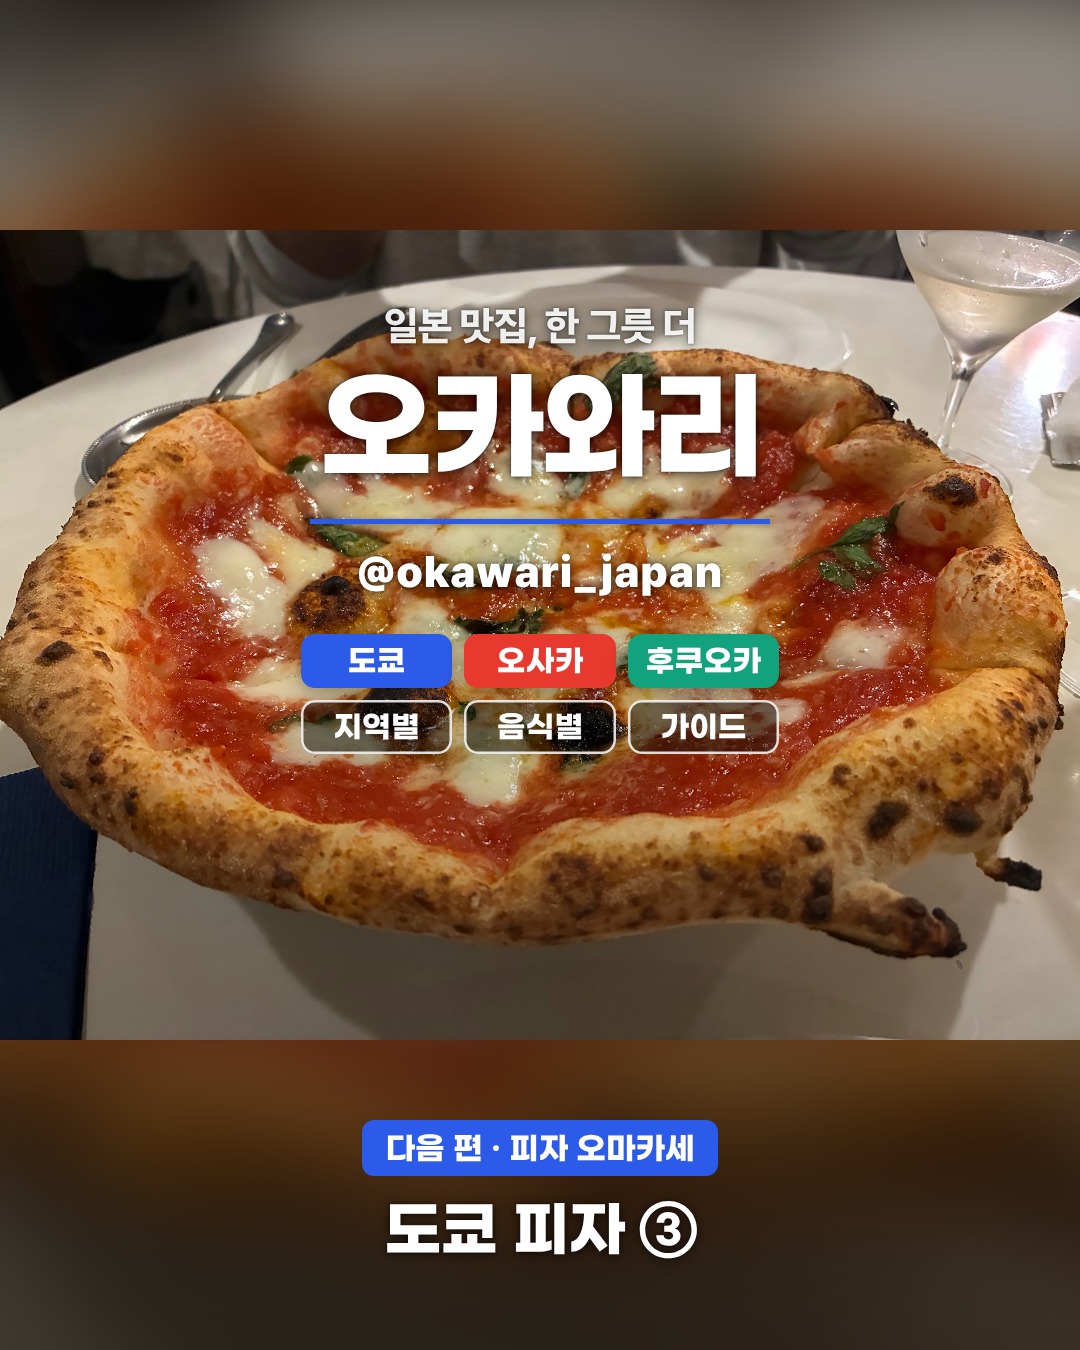 일본 맛집, 한 그릇 더
오카와리
@okawari_japan
도쿄 오사카 후쿠오카
지역별 음식별 가이드
다음 편 · 피자 오마카세
도쿄 피자 ③